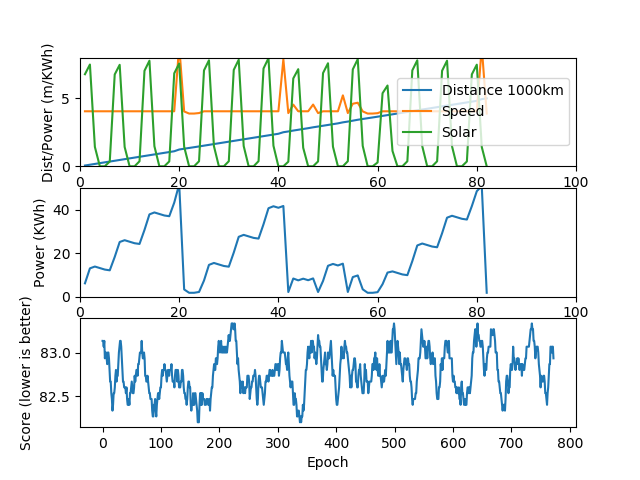 Dist/Power (m/KWh)
5
0
Distance 1000km
Speed
Solar
0 20 40 60 80 100
Power (KWh)
40
20
0
0 20 40 60 80 100
Score (lower is better)
83.0
82.5
0 100 200 300 400 500 600 700 800
Epoch